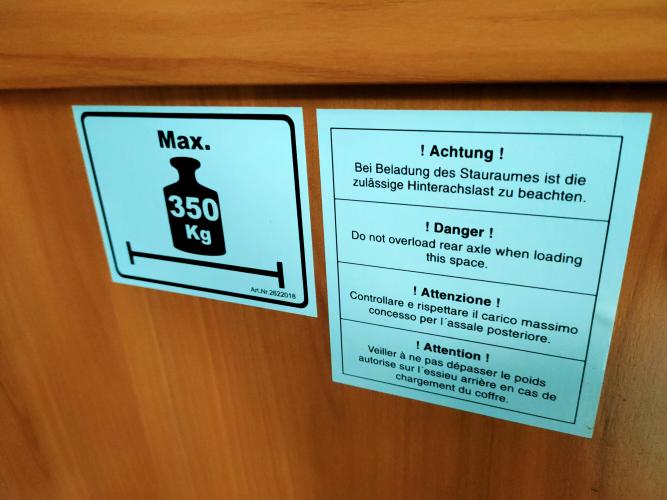 Max.
350
Kg
Art.Nr.2622018
! Achtung !
Bei Beladung des Stauraumes ist die
zulässige Hinterachslast zu beachten.
! Danger !
Do not overload rear axle when loading
this space.
! Attenzione !
Controllare e rispettare il carico massimo
concesso per l´assale posteriore.
! Attention !
Veiller à ne pas dépasser le poids
autorise sur l´essieu arrière en cas de
chargement du coffre.